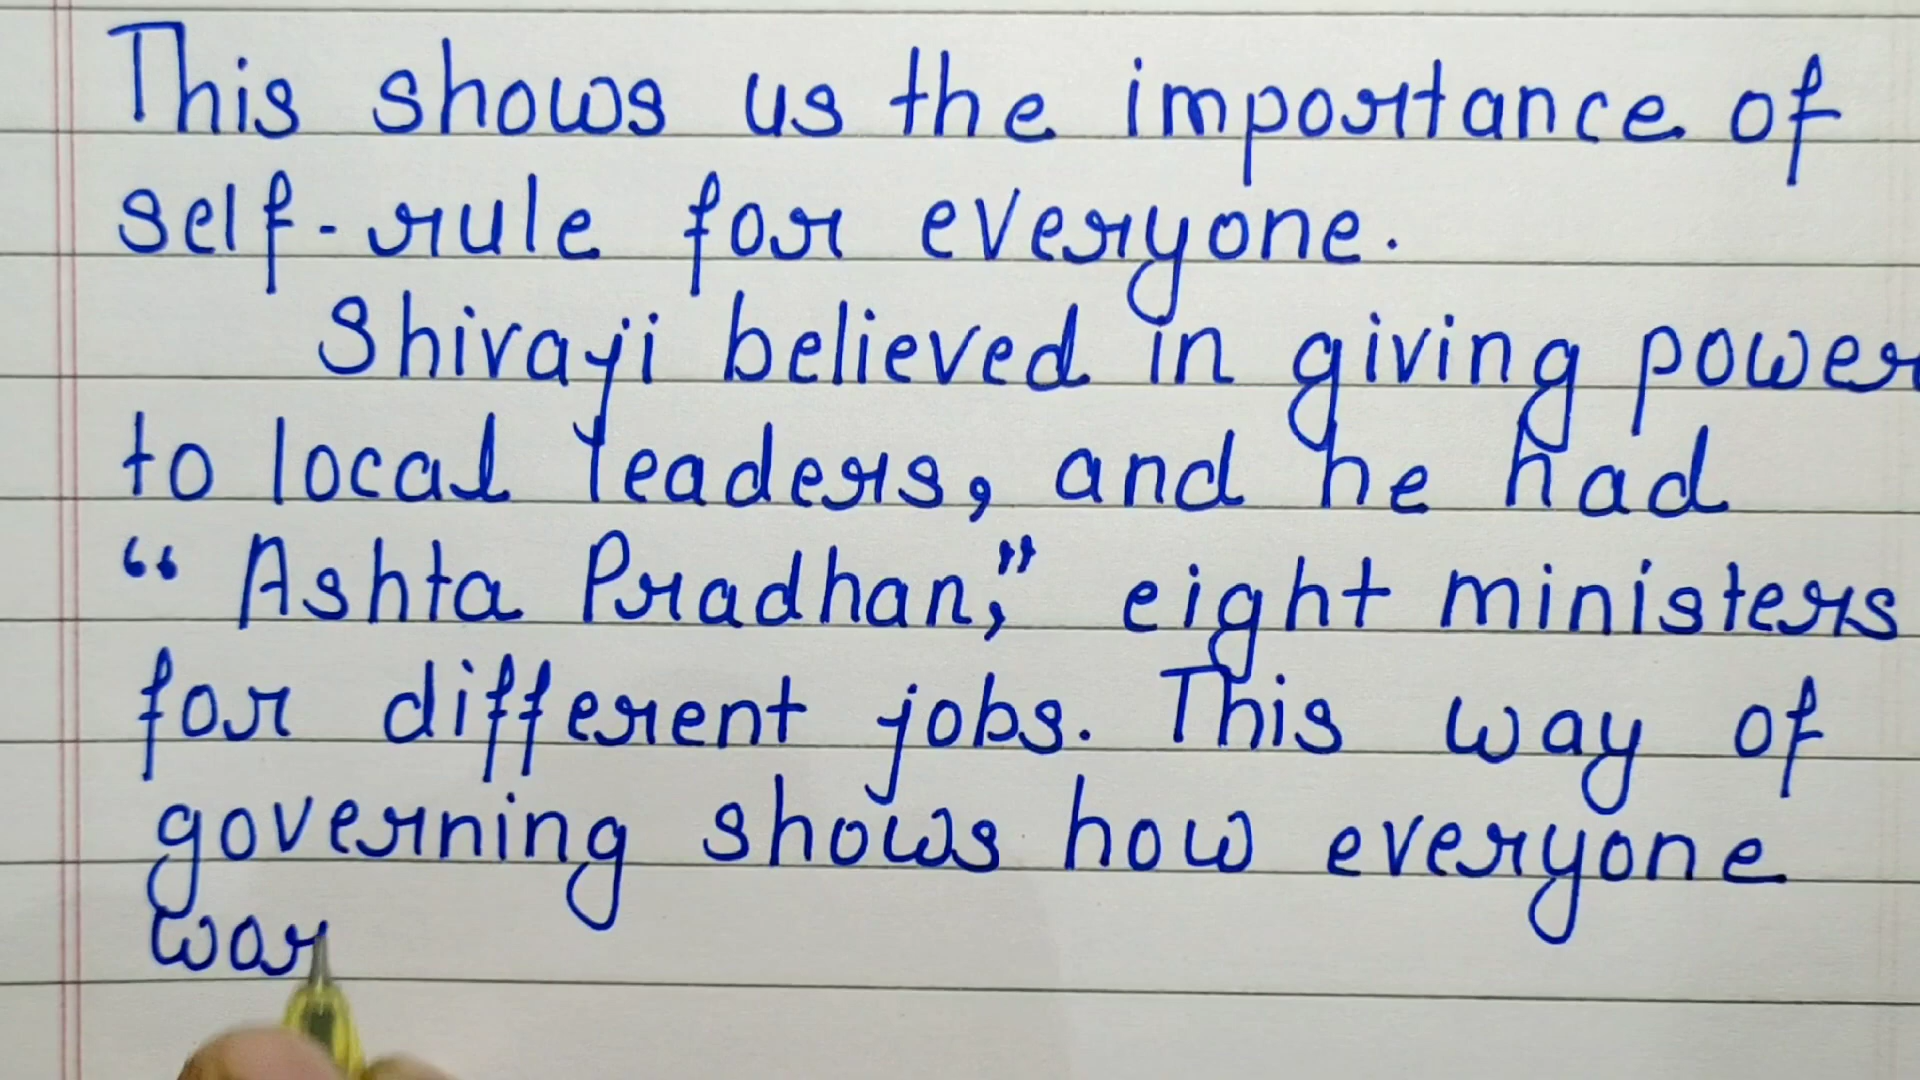 This shows us the importance of
self-rule for everyone.
Shivaji believed in giving power
to local leaders, and he had
“Ashta Pradhan,” eight ministers
for different jobs. This way of
governing shows how everyone
wor